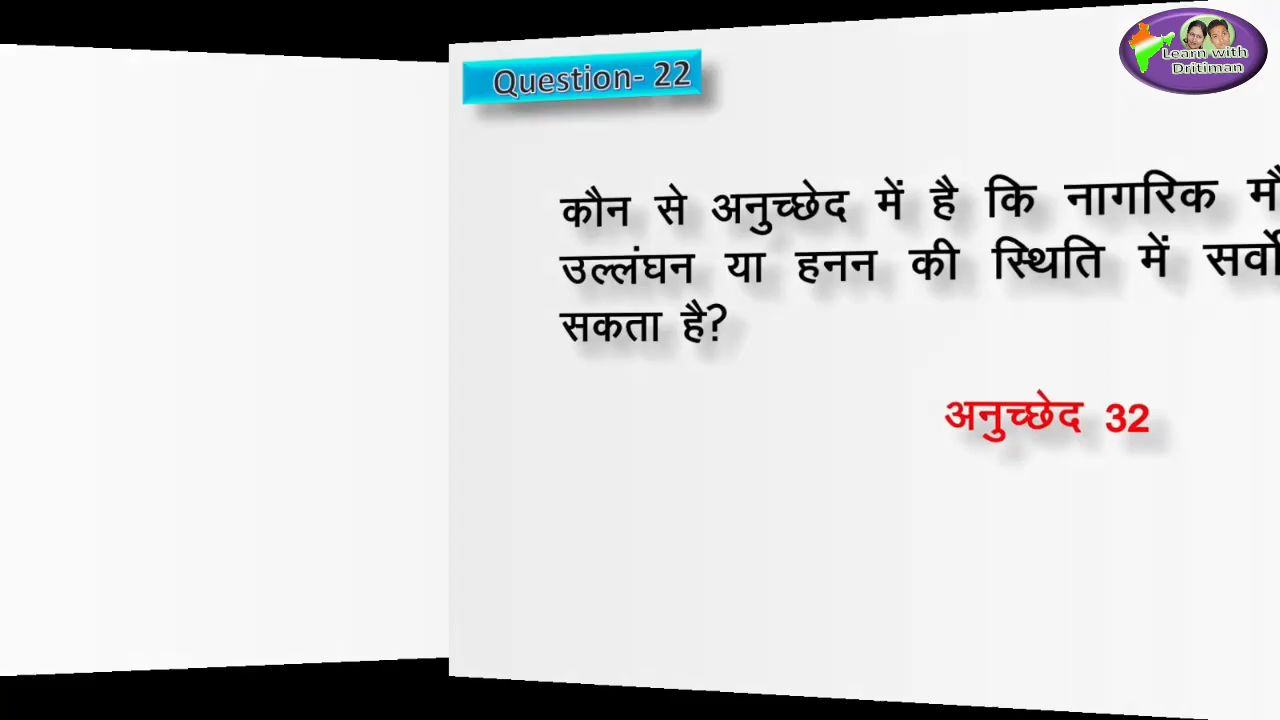 Learn with
Dritiman
Question- 22
कौन से अनुच्छेद में है कि नागरिक
उल्लंघन या हनन की स्थिति में
सकता है?
अनुच्छेद 32